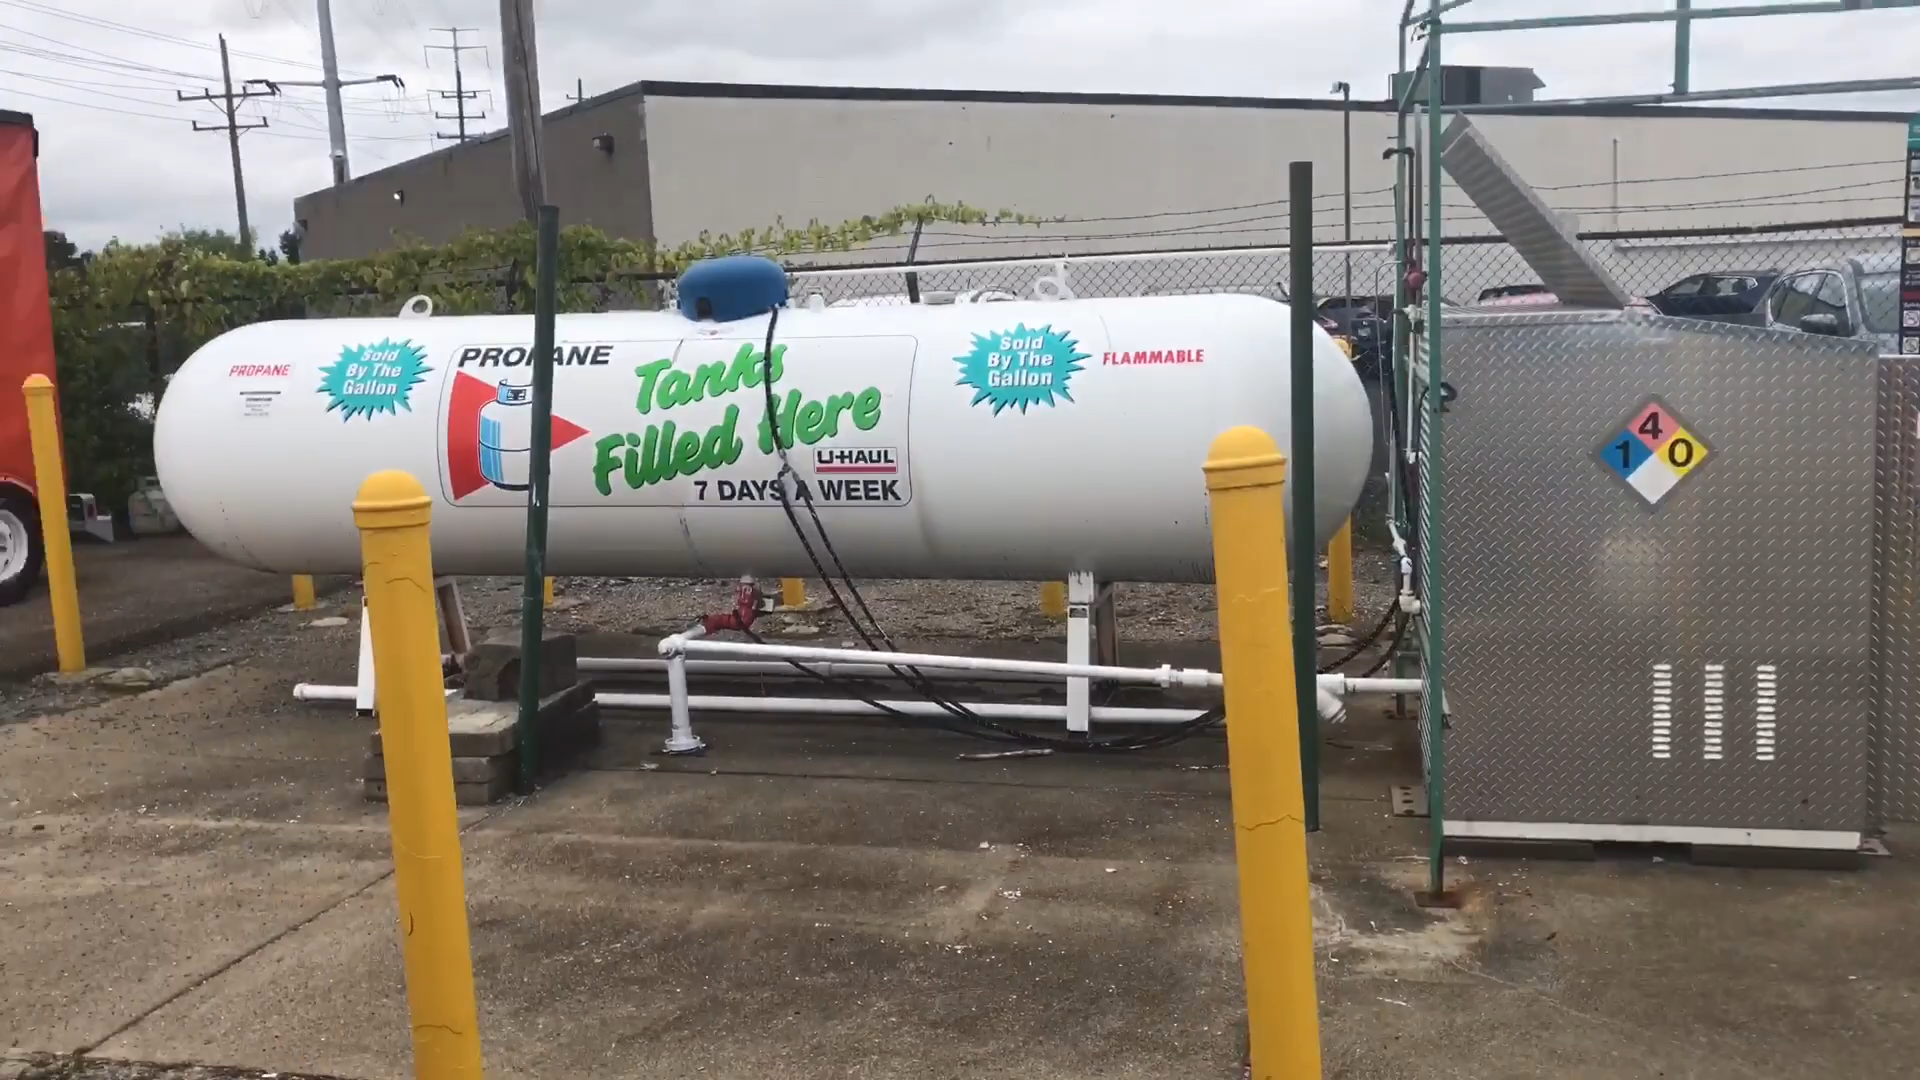 PROPANE
Sold
By The
Gallon
PROPANE
Tanks
Filled Here
U-HAUL
7 DAYS A WEEK
Sold
By The
Gallon
FLAMMABLE
4
1 0